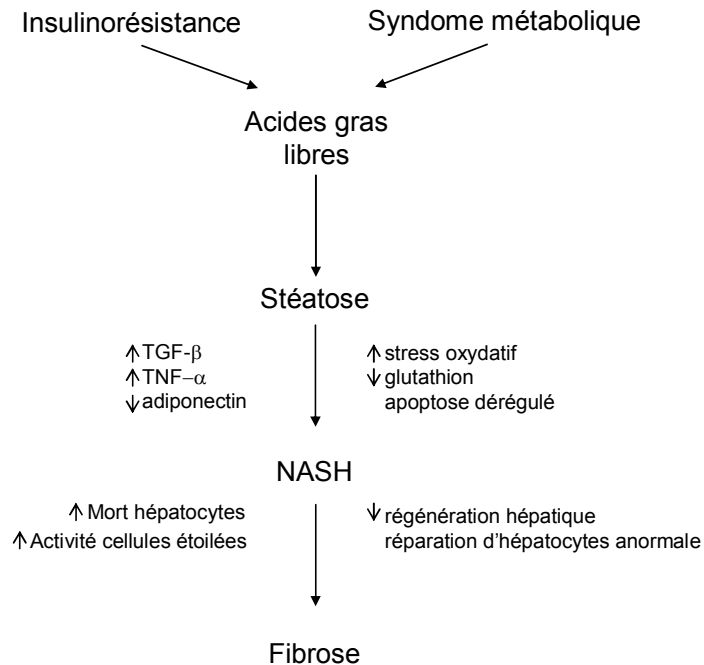 Insulinorésistance
Syndome métabolique
Acides gras
libres
Stéatose
↑TGF-β
↑TNF–α
↓adiponectin
↑stress oxydatif
↓glutathion
apoptose dérégulé
NASH
↑Mort hépatocytes
↑Activité cellules étoilées
↓régénération hépatique
réparation d'hépatocytes anormale
Fibrose